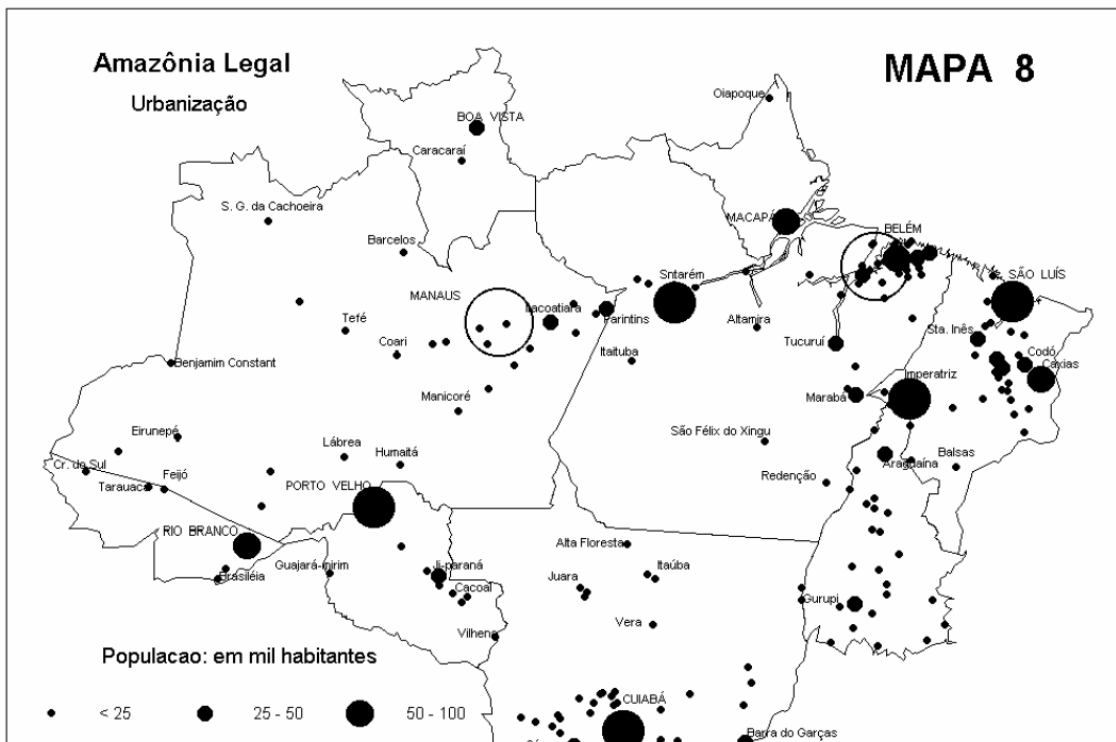 Amazônia Legal
Urbanização
MAPA 8
Oiapoque
BOA VISTA
Caracaraí
S. G. da Cachoeira
MACAPÁ
BELÉM
Barcelos
Sntarém
SÃO LUÍS
MANAUS
Itacoatiara
Parintins
Altamira
Sta. Inês
Tefé
Tucuruí
Coari
Itaituba
Codó
Caxias
Benjamim Constant
Imperatriz
Marabá
Manicoré
São Félix do Xingu
Eirunepé
Lábrea
Humaitá
Balsas
Cr. do Sul
Feijó
Araguaína
Redenção
Tarauacá
PORTO VELHO
RIO BRANCO
Alta Floresta
Guajará-mirim
Ji-paraná
Itaúba
Brasiléia
Juara
Cacoal
Gurupi
Vera
Vilhena
Populacao: em mil habitantes
CUIABÁ
< 25
25 - 50
50 - 100
Barra do Garças